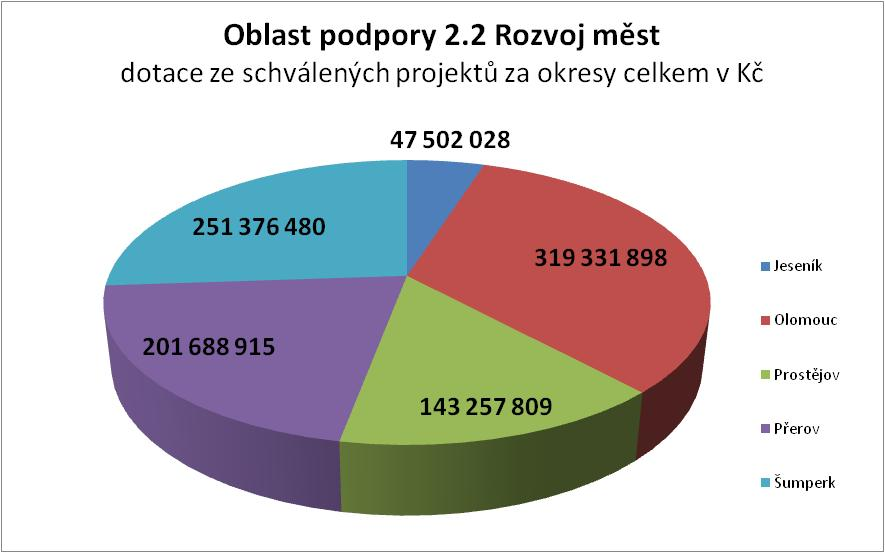 Oblast podpory 2.2 Rozvoj měst
dotace ze schválených projektů za okresy celkem v Kč
47 502 028
251 376 480
319 331 898
201 688 915
143 257 809
Jeseník
Olomouc
Prostějov
Přerov
Šumperk